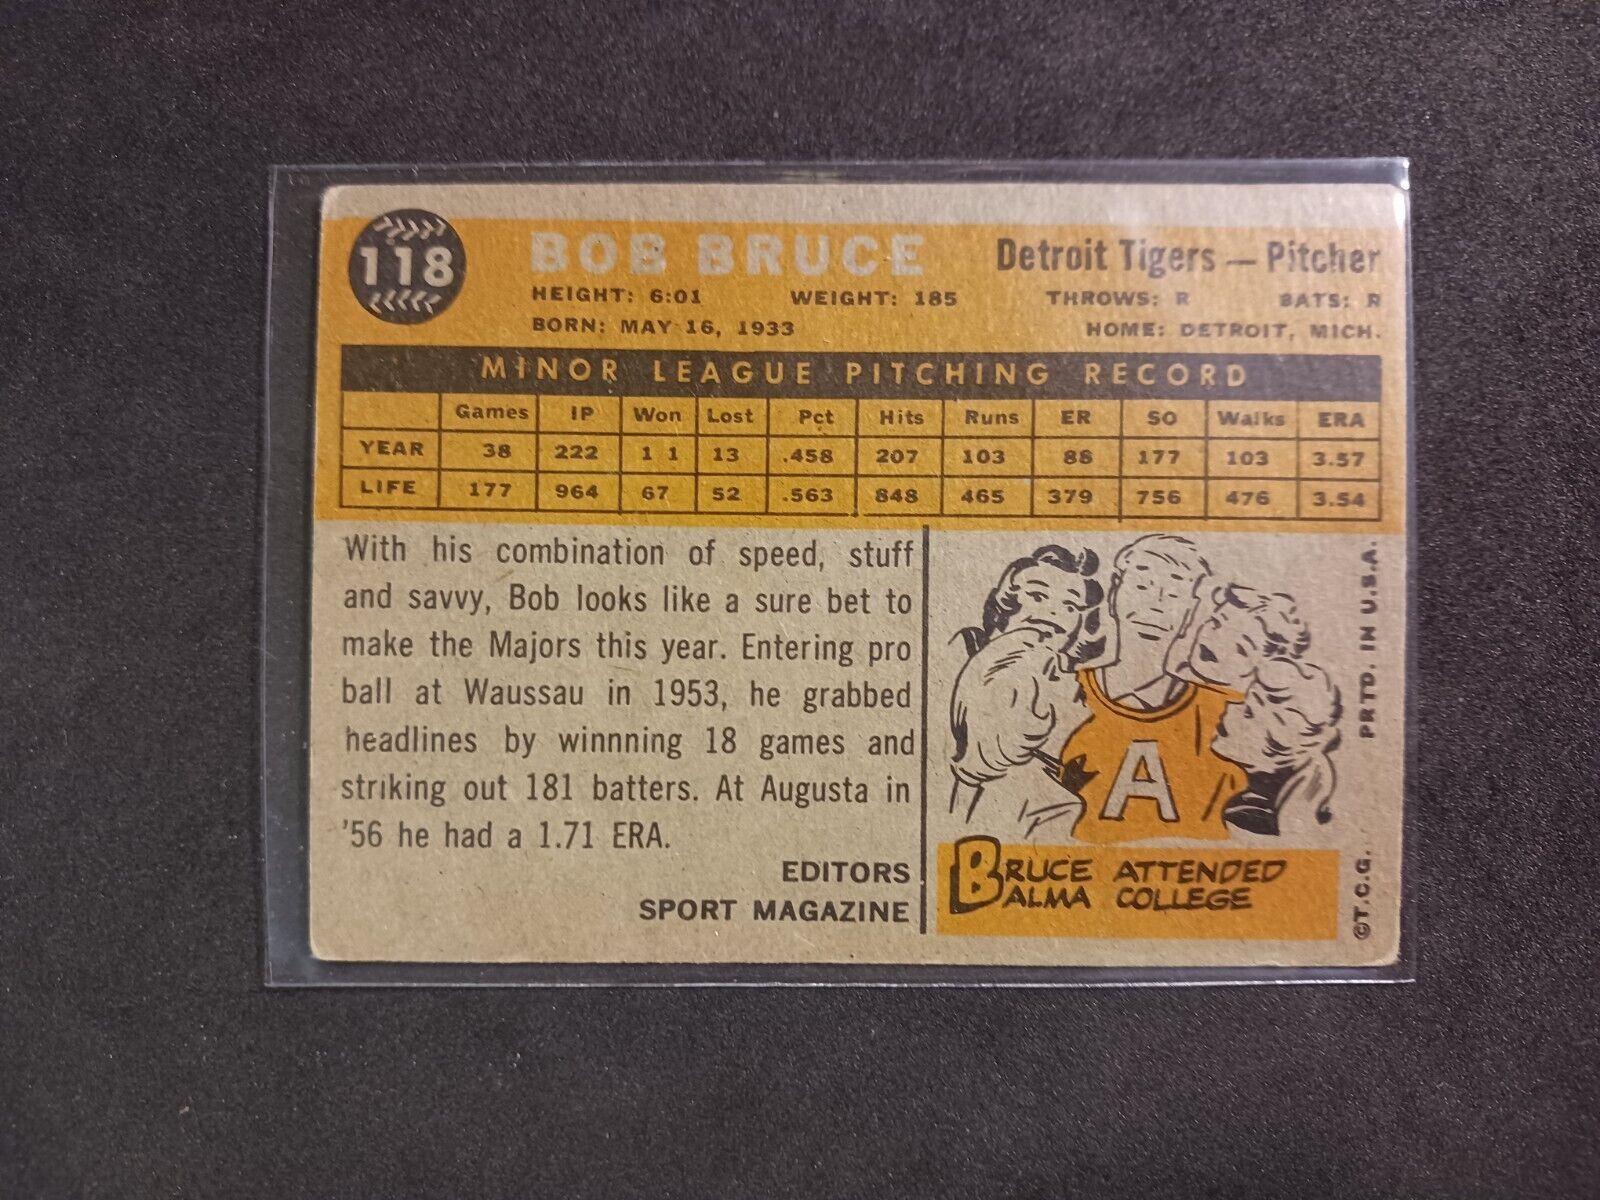 118
BOB BRUCE Detroit Tigers — Pitcher
HEIGHT: 6:01 WEIGHT: 185 THROWS: R BATS: R
BORN: MAY 16, 1933 HOME: DETROIT, MICH.
MINOR LEAGUE PITCHING RECORD
Games IP Won Lost Pct Hits Runs ER SO Walks ERA
YEAR 38 222 1 1 13 .458 207 103 88 177 103 3.57
LIFE 177 964 67 52 .563 848 465 379 756 476 3.54
With his combination of speed, stuff
and savvy, Bob looks like a sure bet to
make the Majors this year. Entering pro
ball at Waussau in 1953, he grabbed
headlines by winnning 18 games and
striking out 181 batters. At Augusta in
'56 he had a 1.71 ERA.
EDITORS
SPORT MAGAZINE
A
BRUCE ATTENDED
ALMA COLLEGE
©T.C.G. PRTD. IN U.S.A.